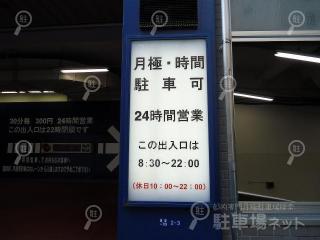 月極・時間
駐車可
24時間営業
この出入口は
8:30〜22:00
(休日10:00〜22:00)
30分毎 300円 24時間営業
この出入口は22時閉鎖です
駐車場ネット